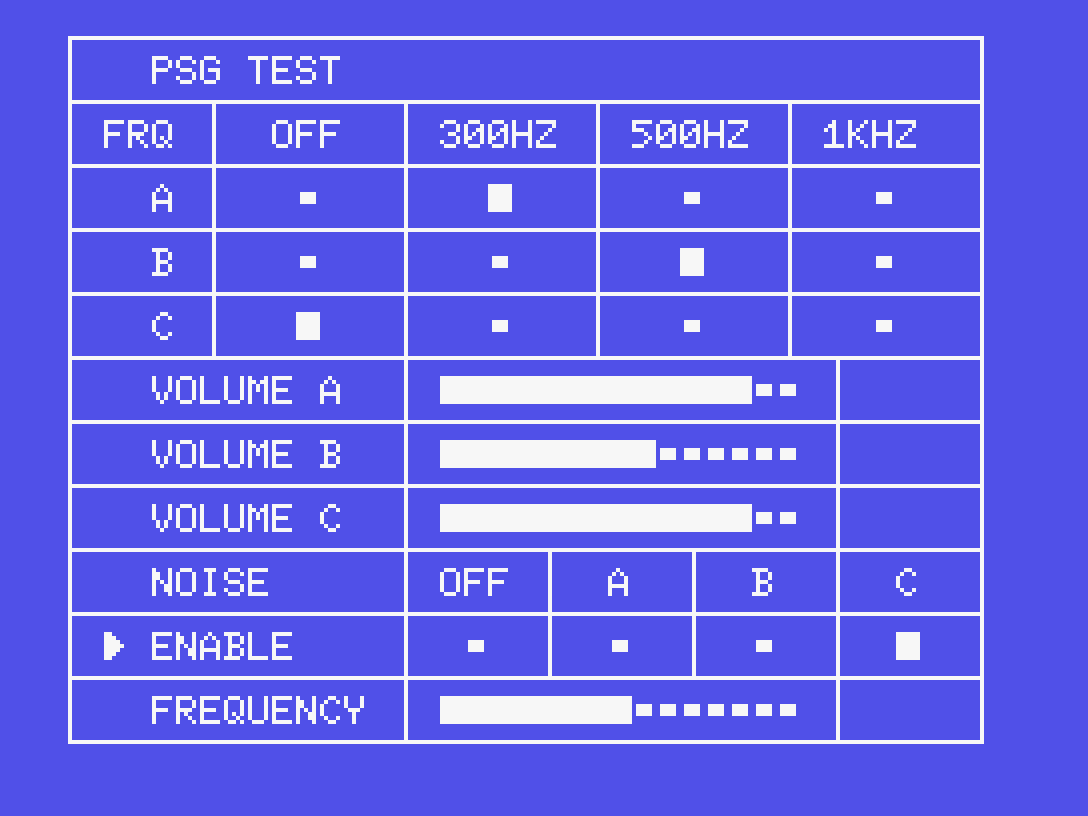 PSG TEST
FRQ OFF 300HZ 500HZ 1KHZ
A
B
C
VOLUME A
VOLUME B
VOLUME C
NOISE OFF A B C
ENABLE
FREQUENCY